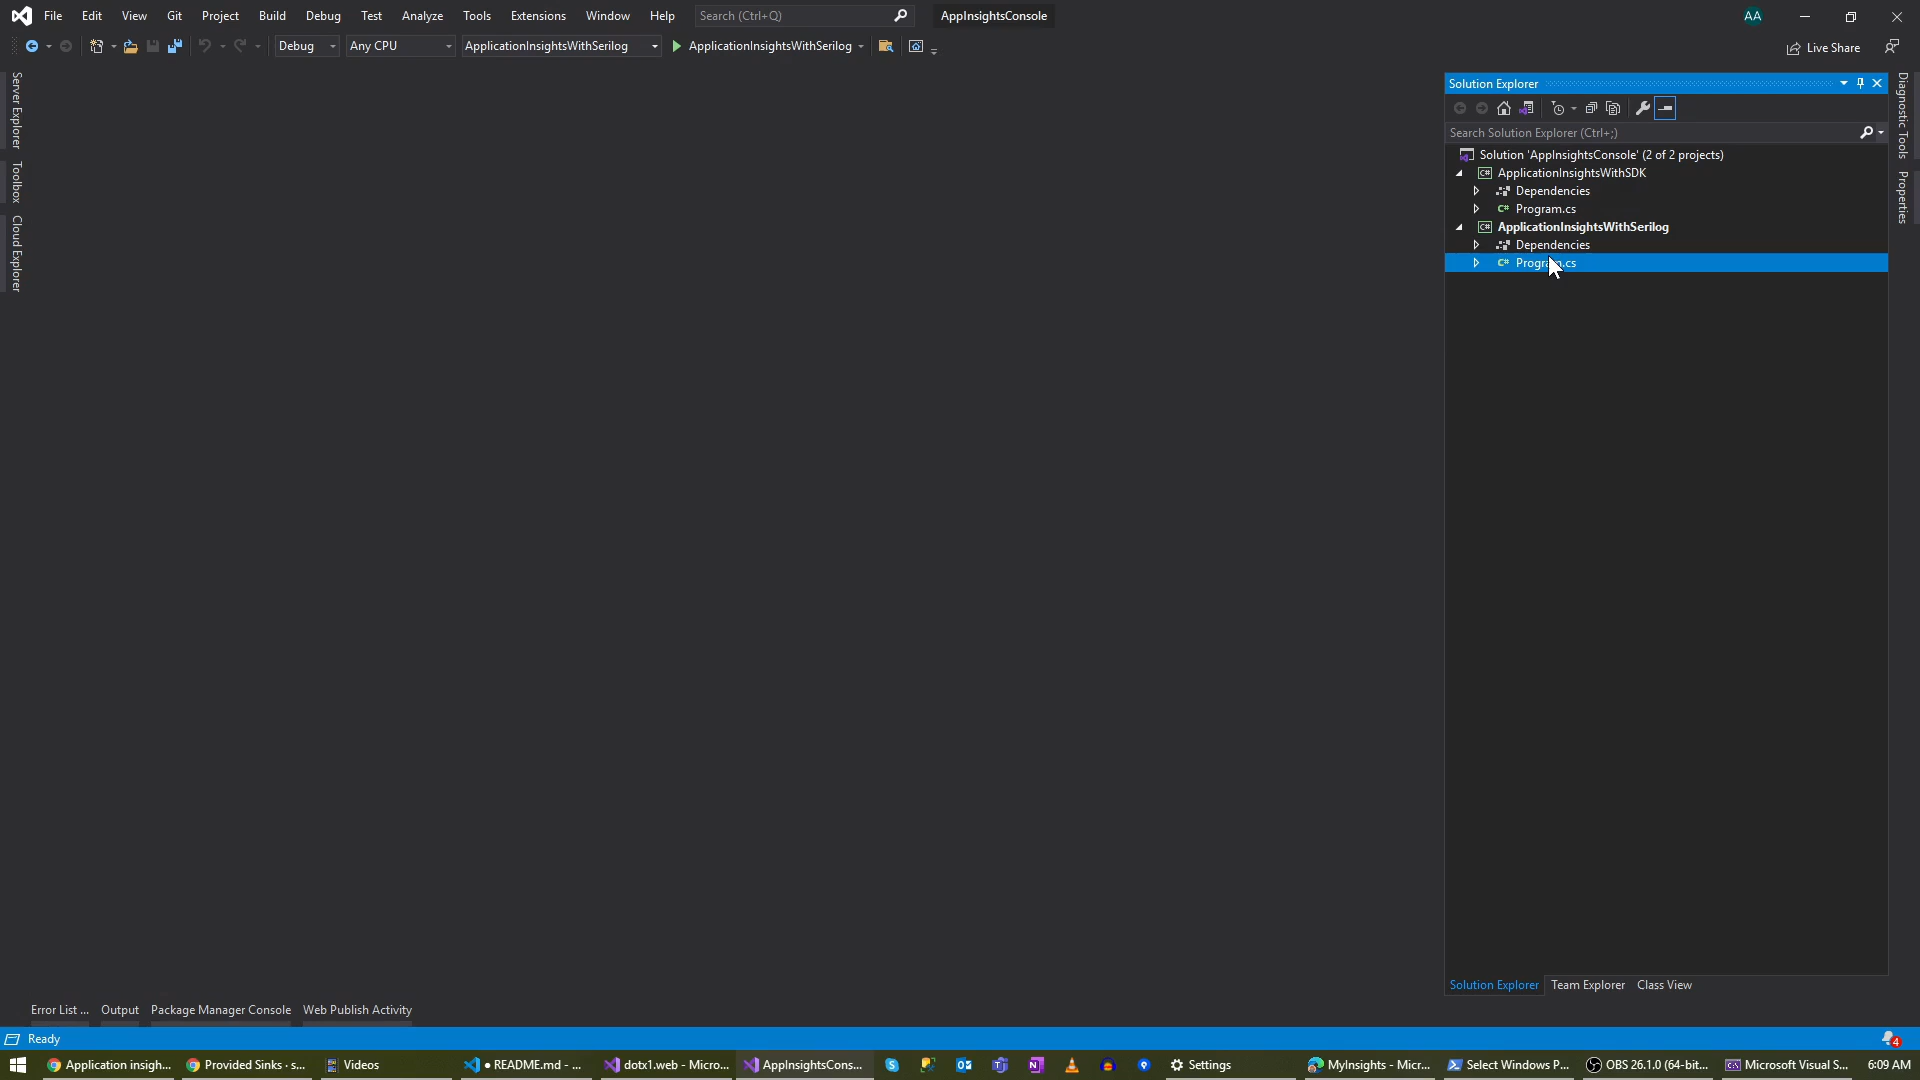 File Edit View Git Project Build Debug Test Analyze Tools Extensions Window Help Search (Ctrl+Q) AppInsightsConsole AA
Debug Any CPU ApplicationInsightsWithSerilog ApplicationInsightsWithSerilog Live Share
Server Explorer
Toolbox
Cloud Explorer
Solution Explorer
Search Solution Explorer (Ctrl+;)
Solution 'AppInsightsConsole' (2 of 2 projects)
C# ApplicationInsightsWithSDK
Dependencies
C# Program.cs
C# ApplicationInsightsWithSerilog
Dependencies
C# Program.cs
Diagnostic Tools
Properties
Solution Explorer Team Explorer Class View
Error List ... Output Package Manager Console Web Publish Activity
Ready 4
Application insigh... Provided Sinks · s... Videos ● README.md - ... dotx1.web - Micro... AppInsightsCons... Settings MyInsights - Micr... Select Windows P... OBS 26.1.0 (64-bit... Microsoft Visual S... 6:09 AM